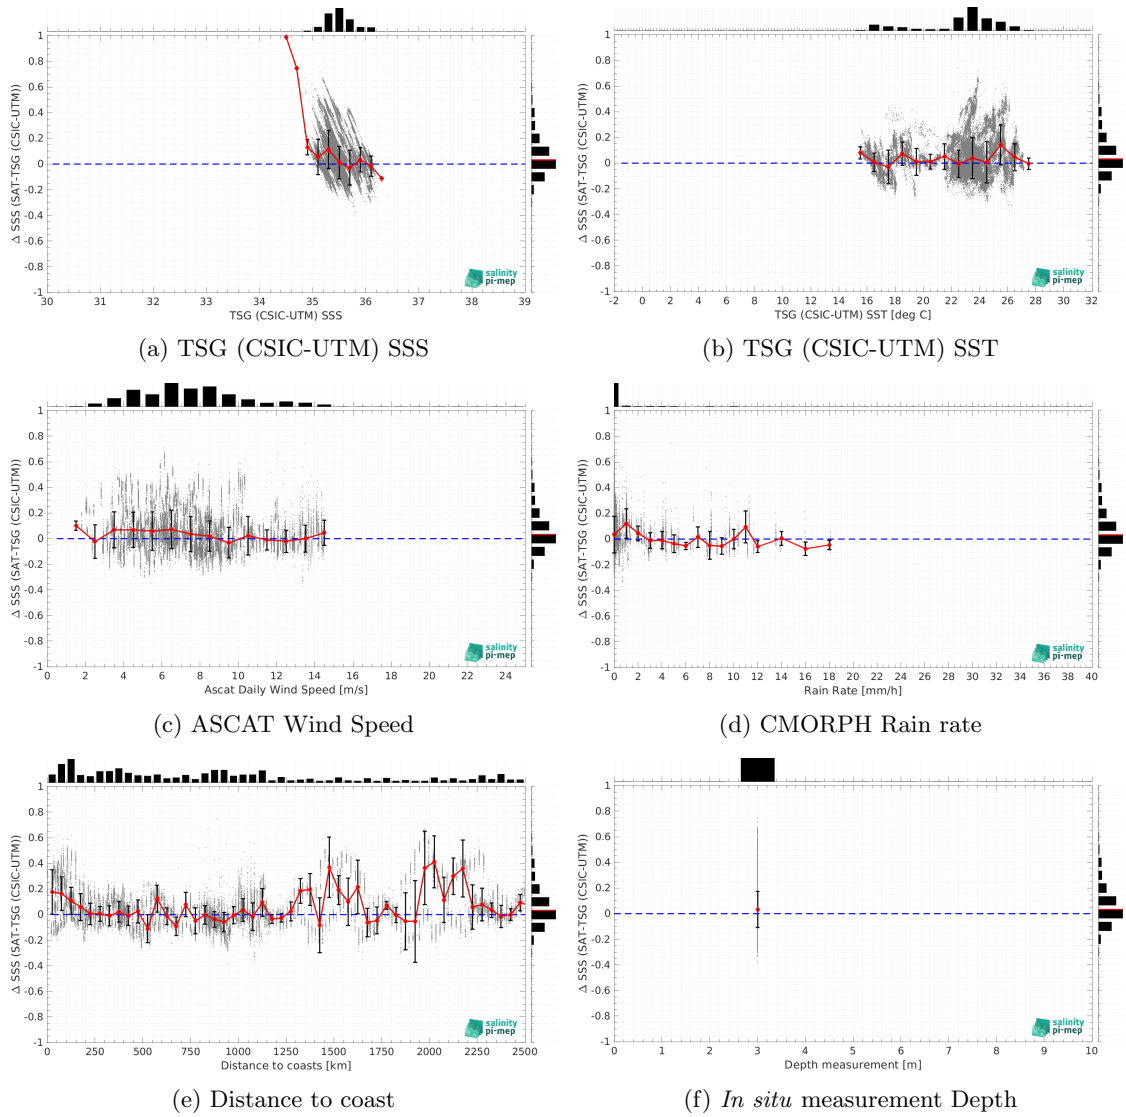 1
0.8
0.6
0.4
0.2
0
-0.2
-0.4
-0.6
-0.8
-1
Δ SSS (SAT-TSG (CSIC-UTM))
30 31 32 33 34 35 36 37 38 39
TSG (CSIC-UTM) SSS
salinity
pi-mep
(a) TSG (CSIC-UTM) SSS
1
0.8
0.6
0.4
0.2
0
-0.2
-0.4
-0.6
-0.8
-1
Δ SSS (SAT-TSG (CSIC-UTM))
-2 0 2 4 6 8 10 12 14 16 18 20 22 24 26 28 30 32
TSG (CSIC-UTM) SST [deg C]
salinity
pi-mep
(b) TSG (CSIC-UTM) SST
1
0.8
0.6
0.4
0.2
0
-0.2
-0.4
-0.6
-0.8
-1
Δ SSS (SAT-TSG (CSIC-UTM))
0 2 4 6 8 10 12 14 16 18 20 22 24
Ascat Daily Wind Speed [m/s]
salinity
pi-mep
(c) ASCAT Wind Speed
1
0.8
0.6
0.4
0.2
0
-0.2
-0.4
-0.6
-0.8
-1
Δ SSS (SAT-TSG (CSIC-UTM))
0 2 4 6 8 10 12 14 16 18 20 22 24 26 28 30 32 34 36 38 40
Rain Rate [mm/h]
salinity
pi-mep
(d) CMORPH Rain rate
1
0.8
0.6
0.4
0.2
0
-0.2
-0.4
-0.6
-0.8
-1
Δ SSS (SAT-TSG (CSIC-UTM))
0 250 500 750 1000 1250 1500 1750 2000 2250 2500
Distance to coasts [km]
salinity
pi-mep
(e) Distance to coast
1
0.8
0.6
0.4
0.2
0
-0.2
-0.4
-0.6
-0.8
-1
Δ SSS (SAT-TSG (CSIC-UTM))
0 1 2 3 4 5 6 7 8 9 10
Depth measurement [m]
salinity
pi-mep
(f) In situ measurement Depth